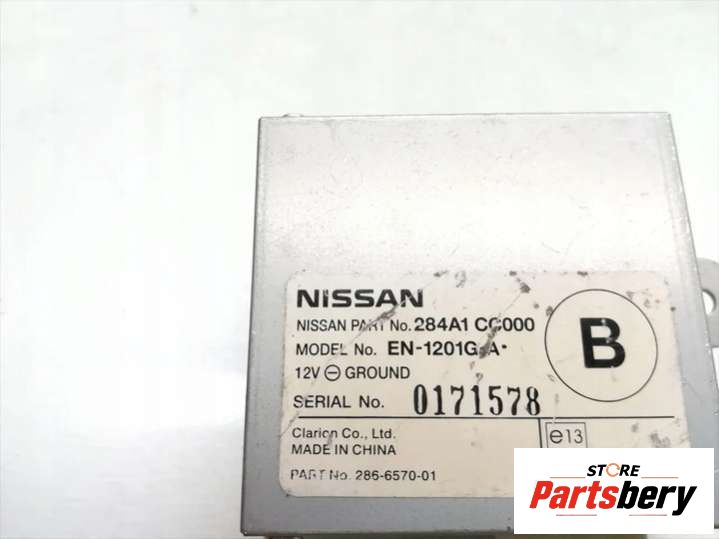 NISSAN
NISSAN PART No. 284A1 CC000
MODEL No. EN-1201G-A
12V ⊖ GROUND
SERIAL No. 0171578
B
Clarion Co., Ltd.
MADE IN CHINA
e13
PART No. 286-6570-01
STORE
Partsbery